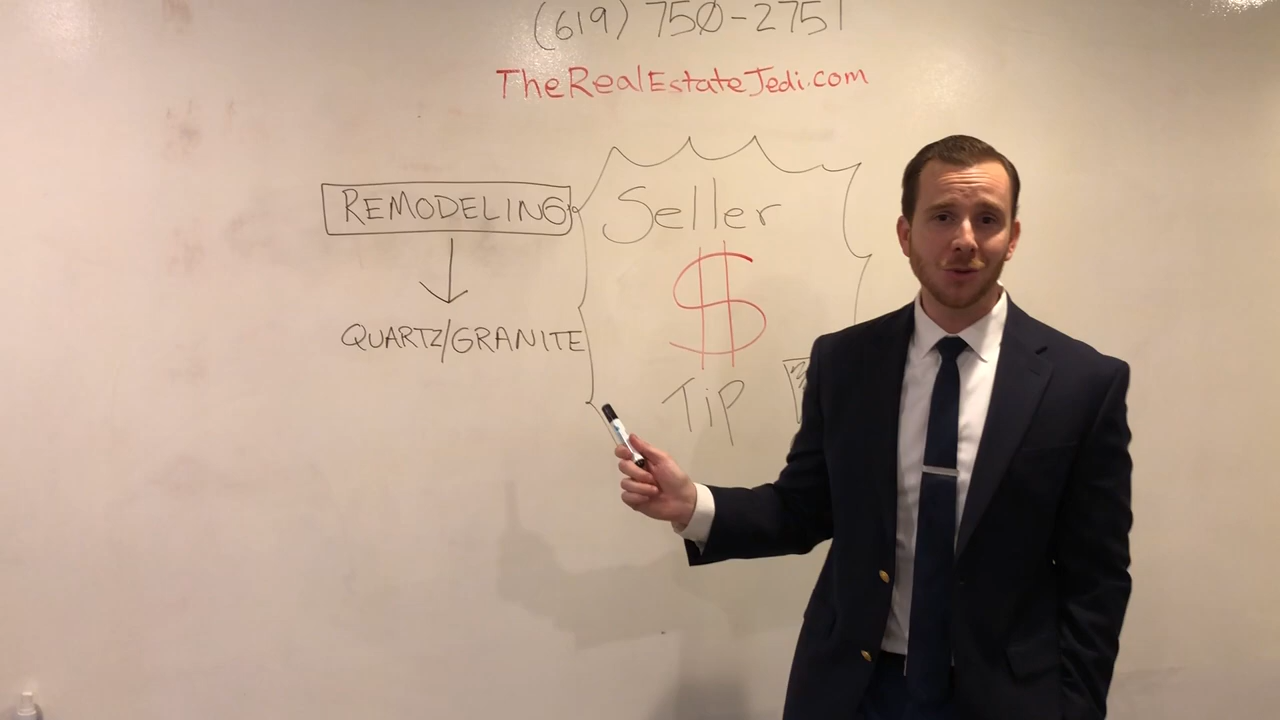 (619) 750-2751
TheRealEstateJedi.com
REMODELING
Seller
$
QUARTZ/GRANITE
TiP